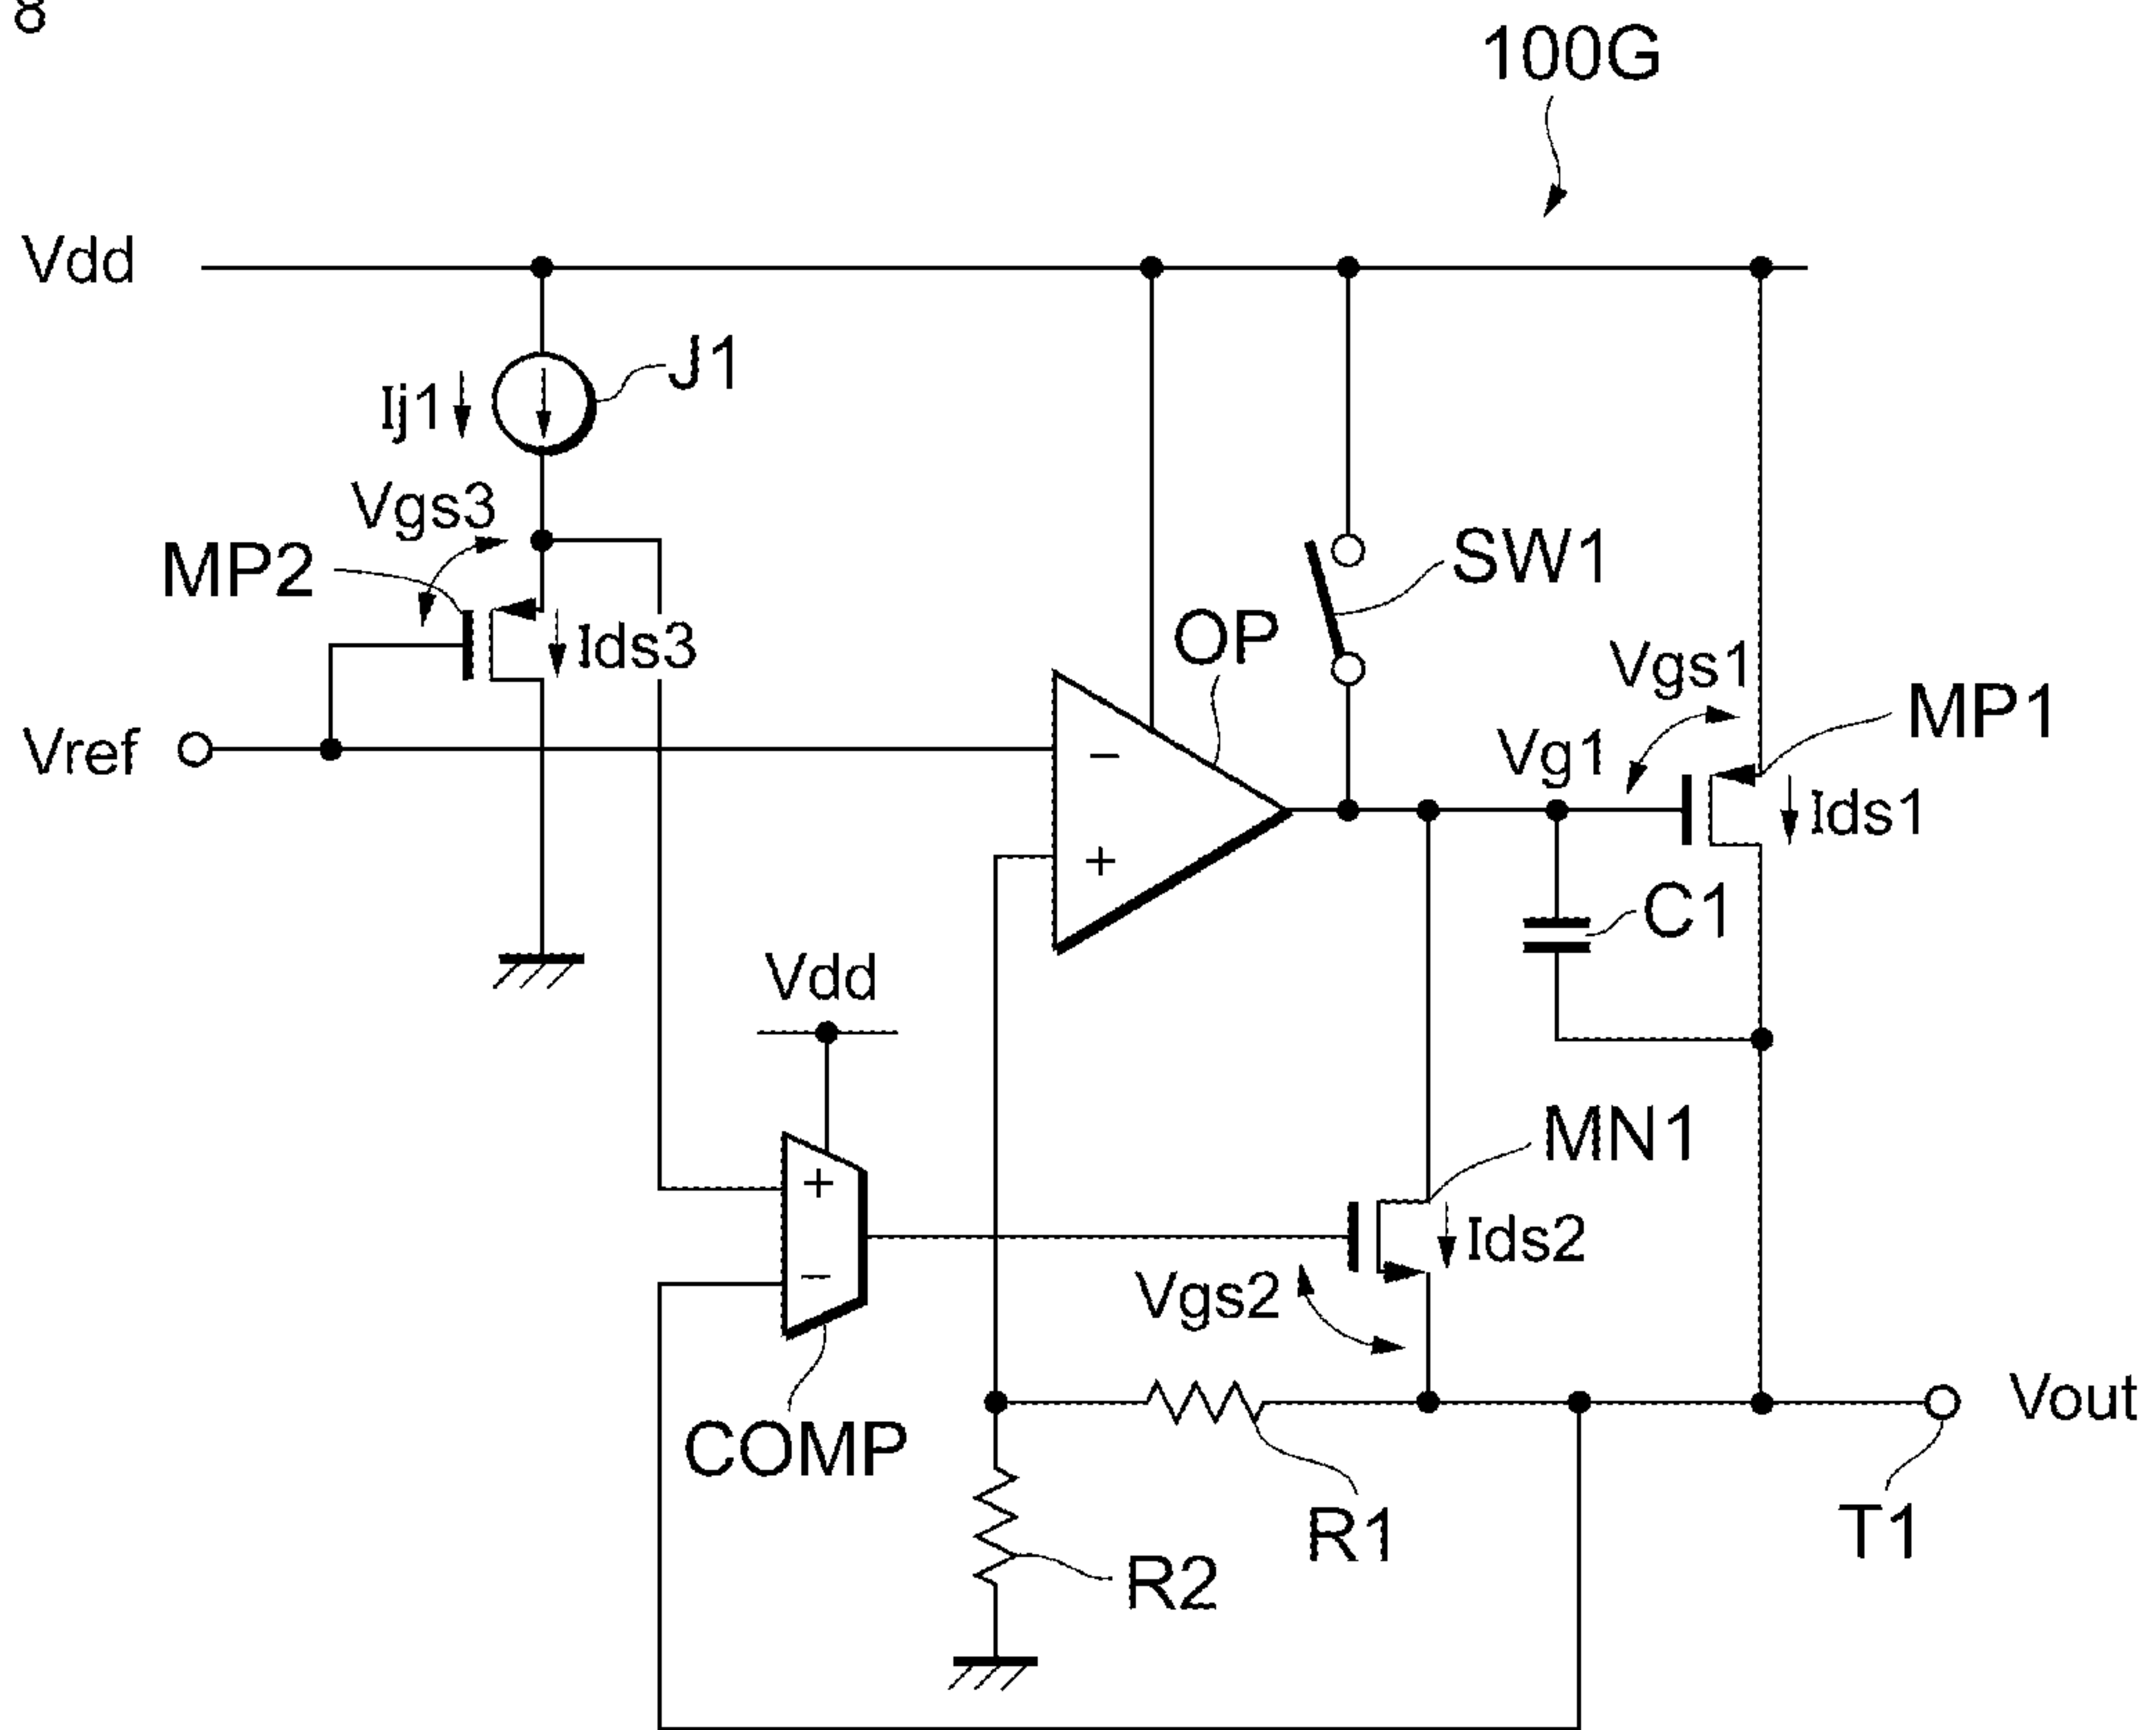 8
100G
Vdd
J1
Ij1
Vgs3
MP2
Ids3
SW1
OP
Vgs1
MP1
Vref
−
Vg1
Ids1
+
C1
Vdd
MN1
+
Ids2
−
Vgs2
Vout
COMP
R1
T1
R2